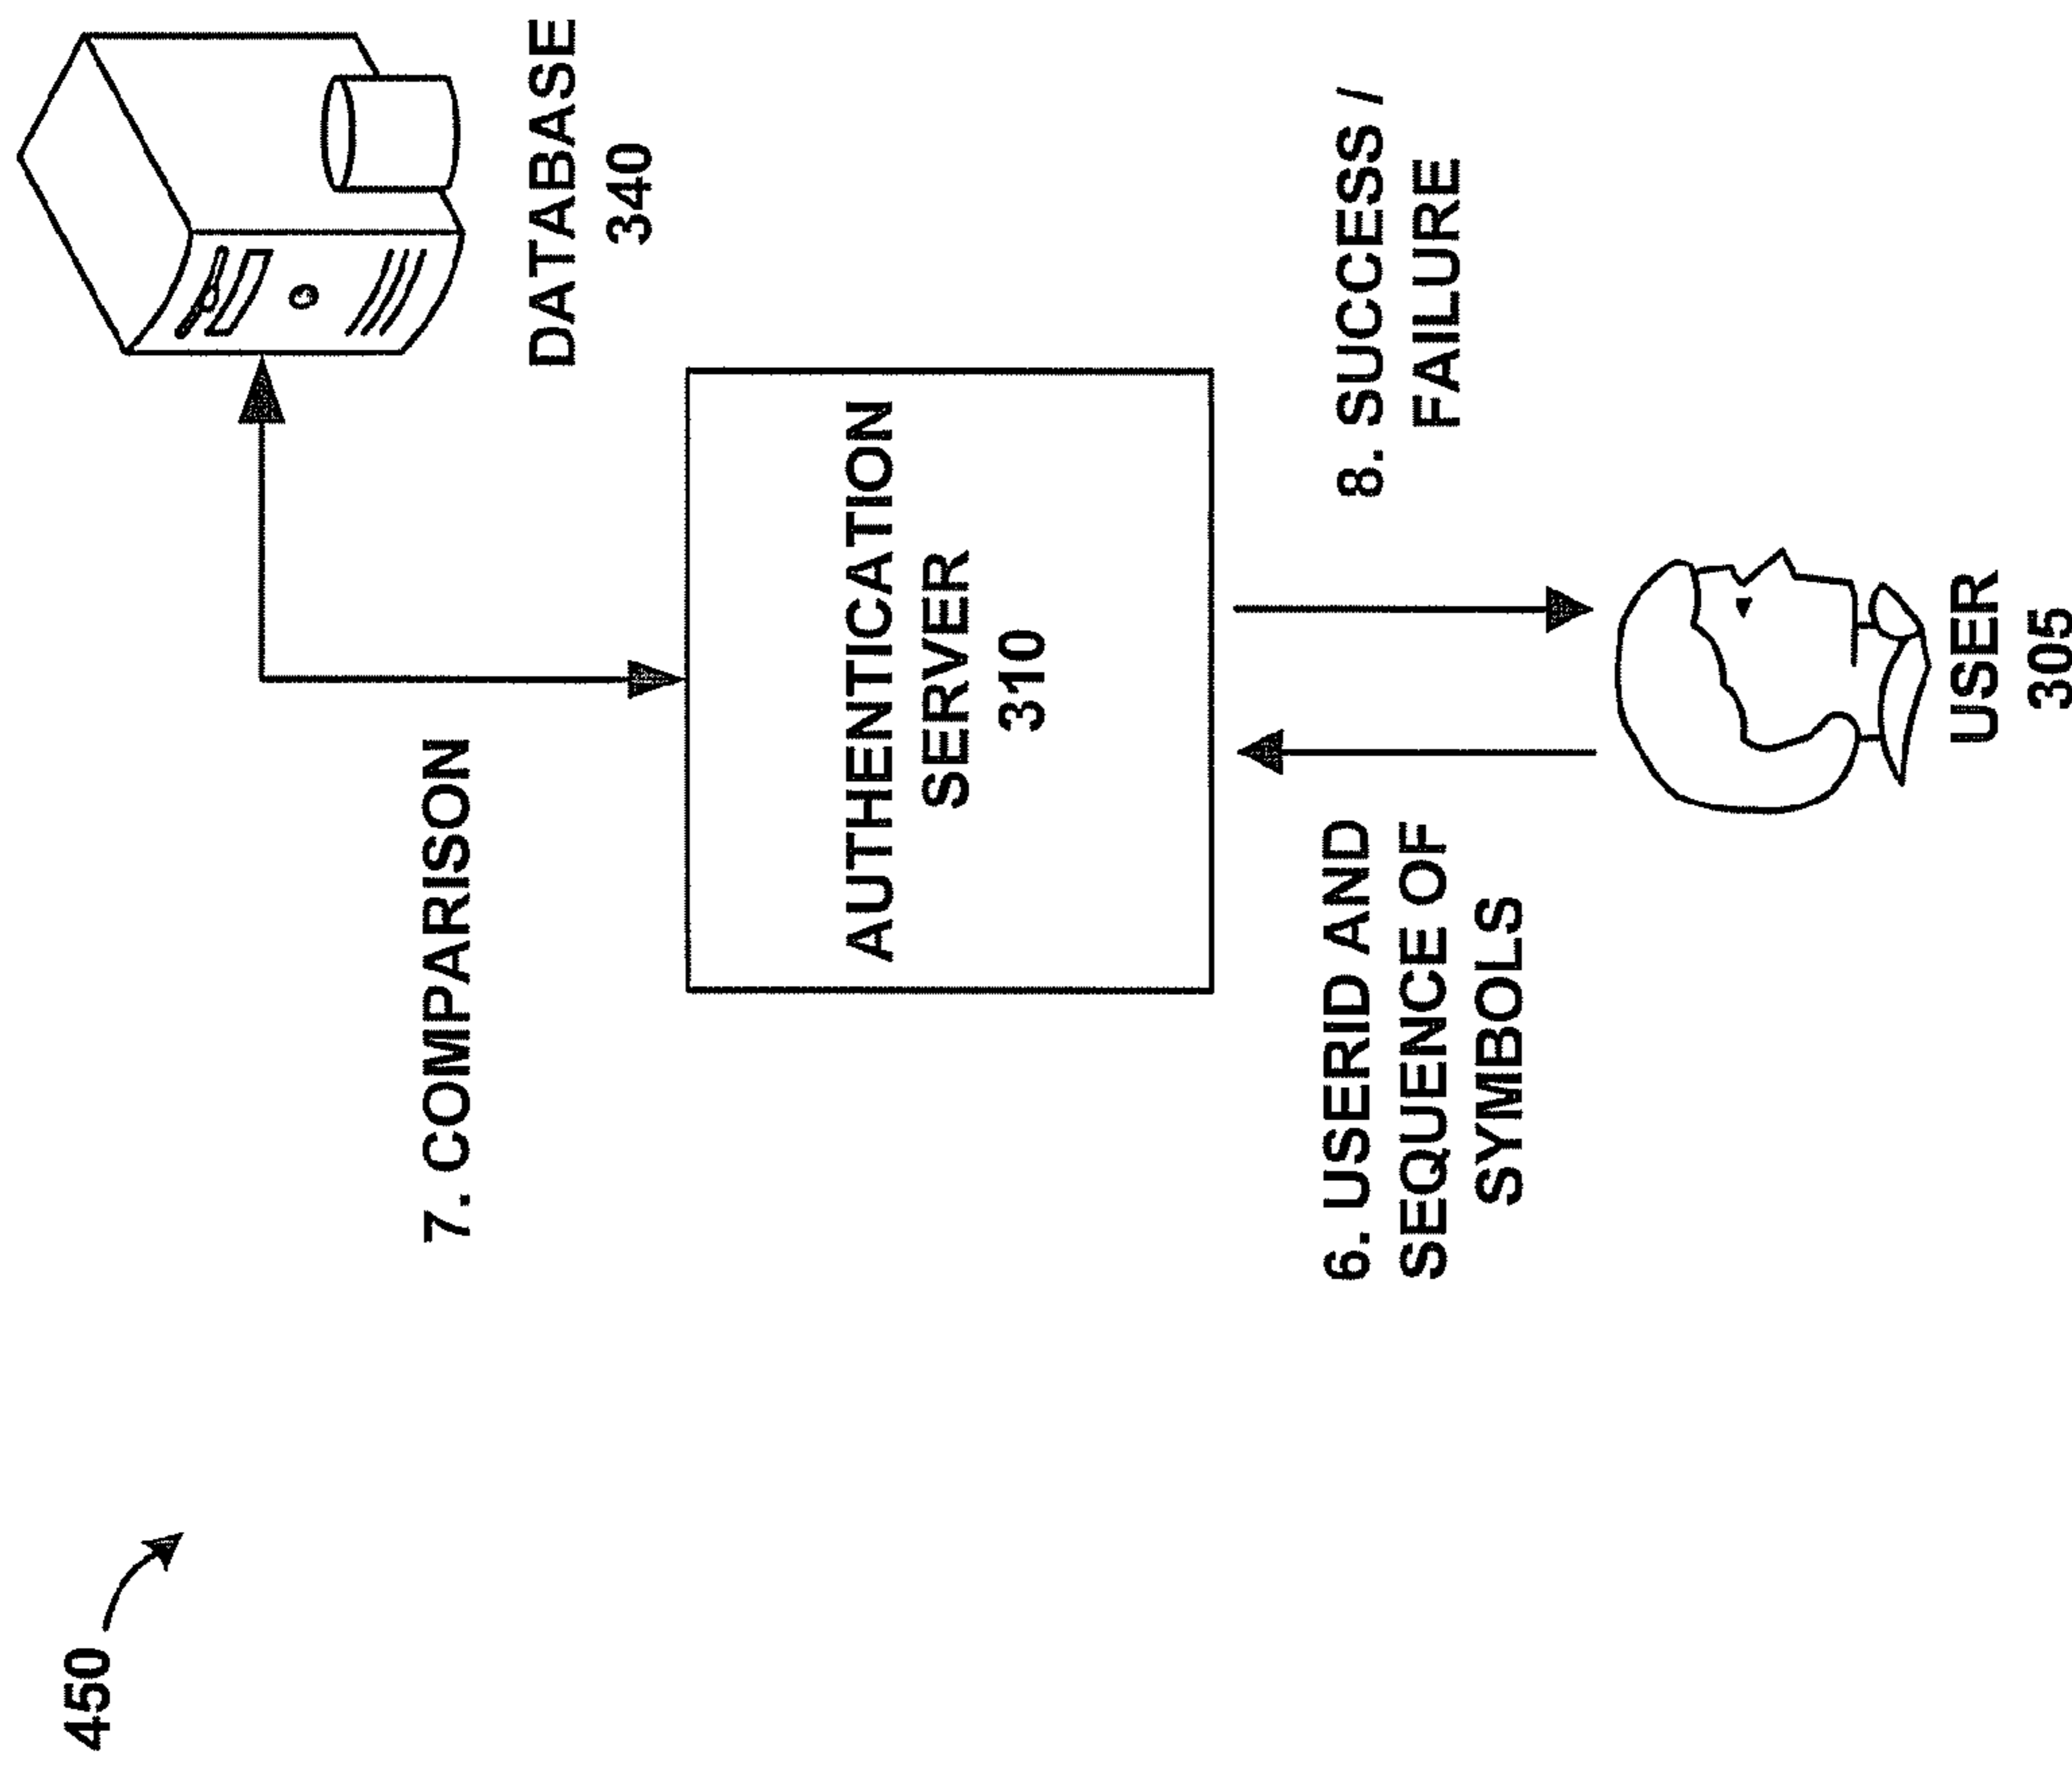 450
7. COMPARISON
DATABASE
340
AUTHENTICATION
SERVER
310
6. USERID AND
SEQUENCE OF
SYMBOLS
8. SUCCESS /
FAILURE
USER
305